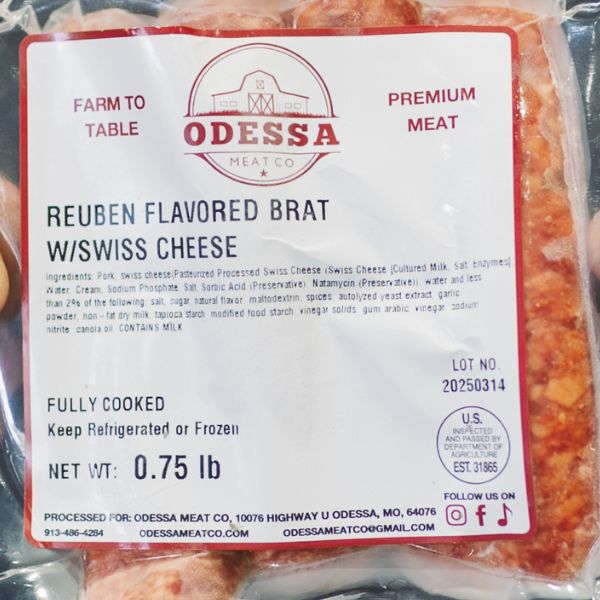 FARM TO
TABLE
ODESSA
MEAT CO
PREMIUM
MEAT
REUBEN FLAVORED BRAT
W/SWISS CHEESE
Ingredients: Pork, swiss cheese(Pasteurized Processed Swiss Cheese (Swiss Cheese [Cultured Milk, Salt, Enzymes],
Water, Cream, Sodium Phosphate, Salt, Sorbic Acid (Preservative), Natamycin (Preservative)), water and less
than 2% of the following: salt, sugar, natural flavor, maltodextrin, spices, autolyzed yeast extract, garlic
powder, non-fat dry milk, tapioca starch, modified food starch, vinegar solids, gum arabic, vinegar, sodium
nitrite, canola oil. CONTAINS MILK
LOT NO.
20250314
FULLY COOKED
Keep Refrigerated or Frozen
NET WT: 0.75 lb
U.S.
INSPECTED
AND PASSED BY
DEPARTMENT OF
AGRICULTURE
EST. 31865
FOLLOW US ON
PROCESSED FOR: ODESSA MEAT CO, 10076 HIGHWAY U ODESSA, MO, 64076
913-486-4284 ODESSAMEATCO.COM ODESSAMEATCO@GMAIL.COM